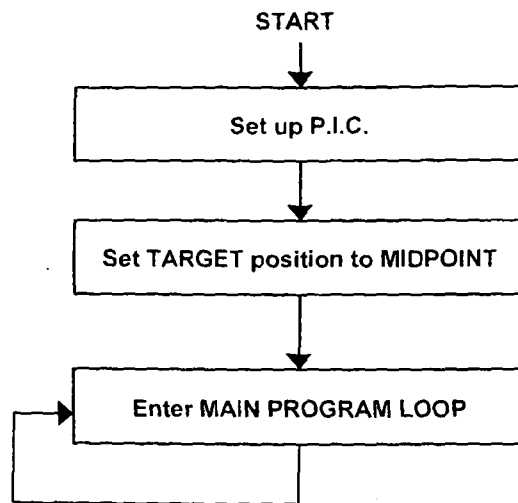 START
Set up P.I.C.
Set TARGET position to MIDPOINT
Enter MAIN PROGRAM LOOP